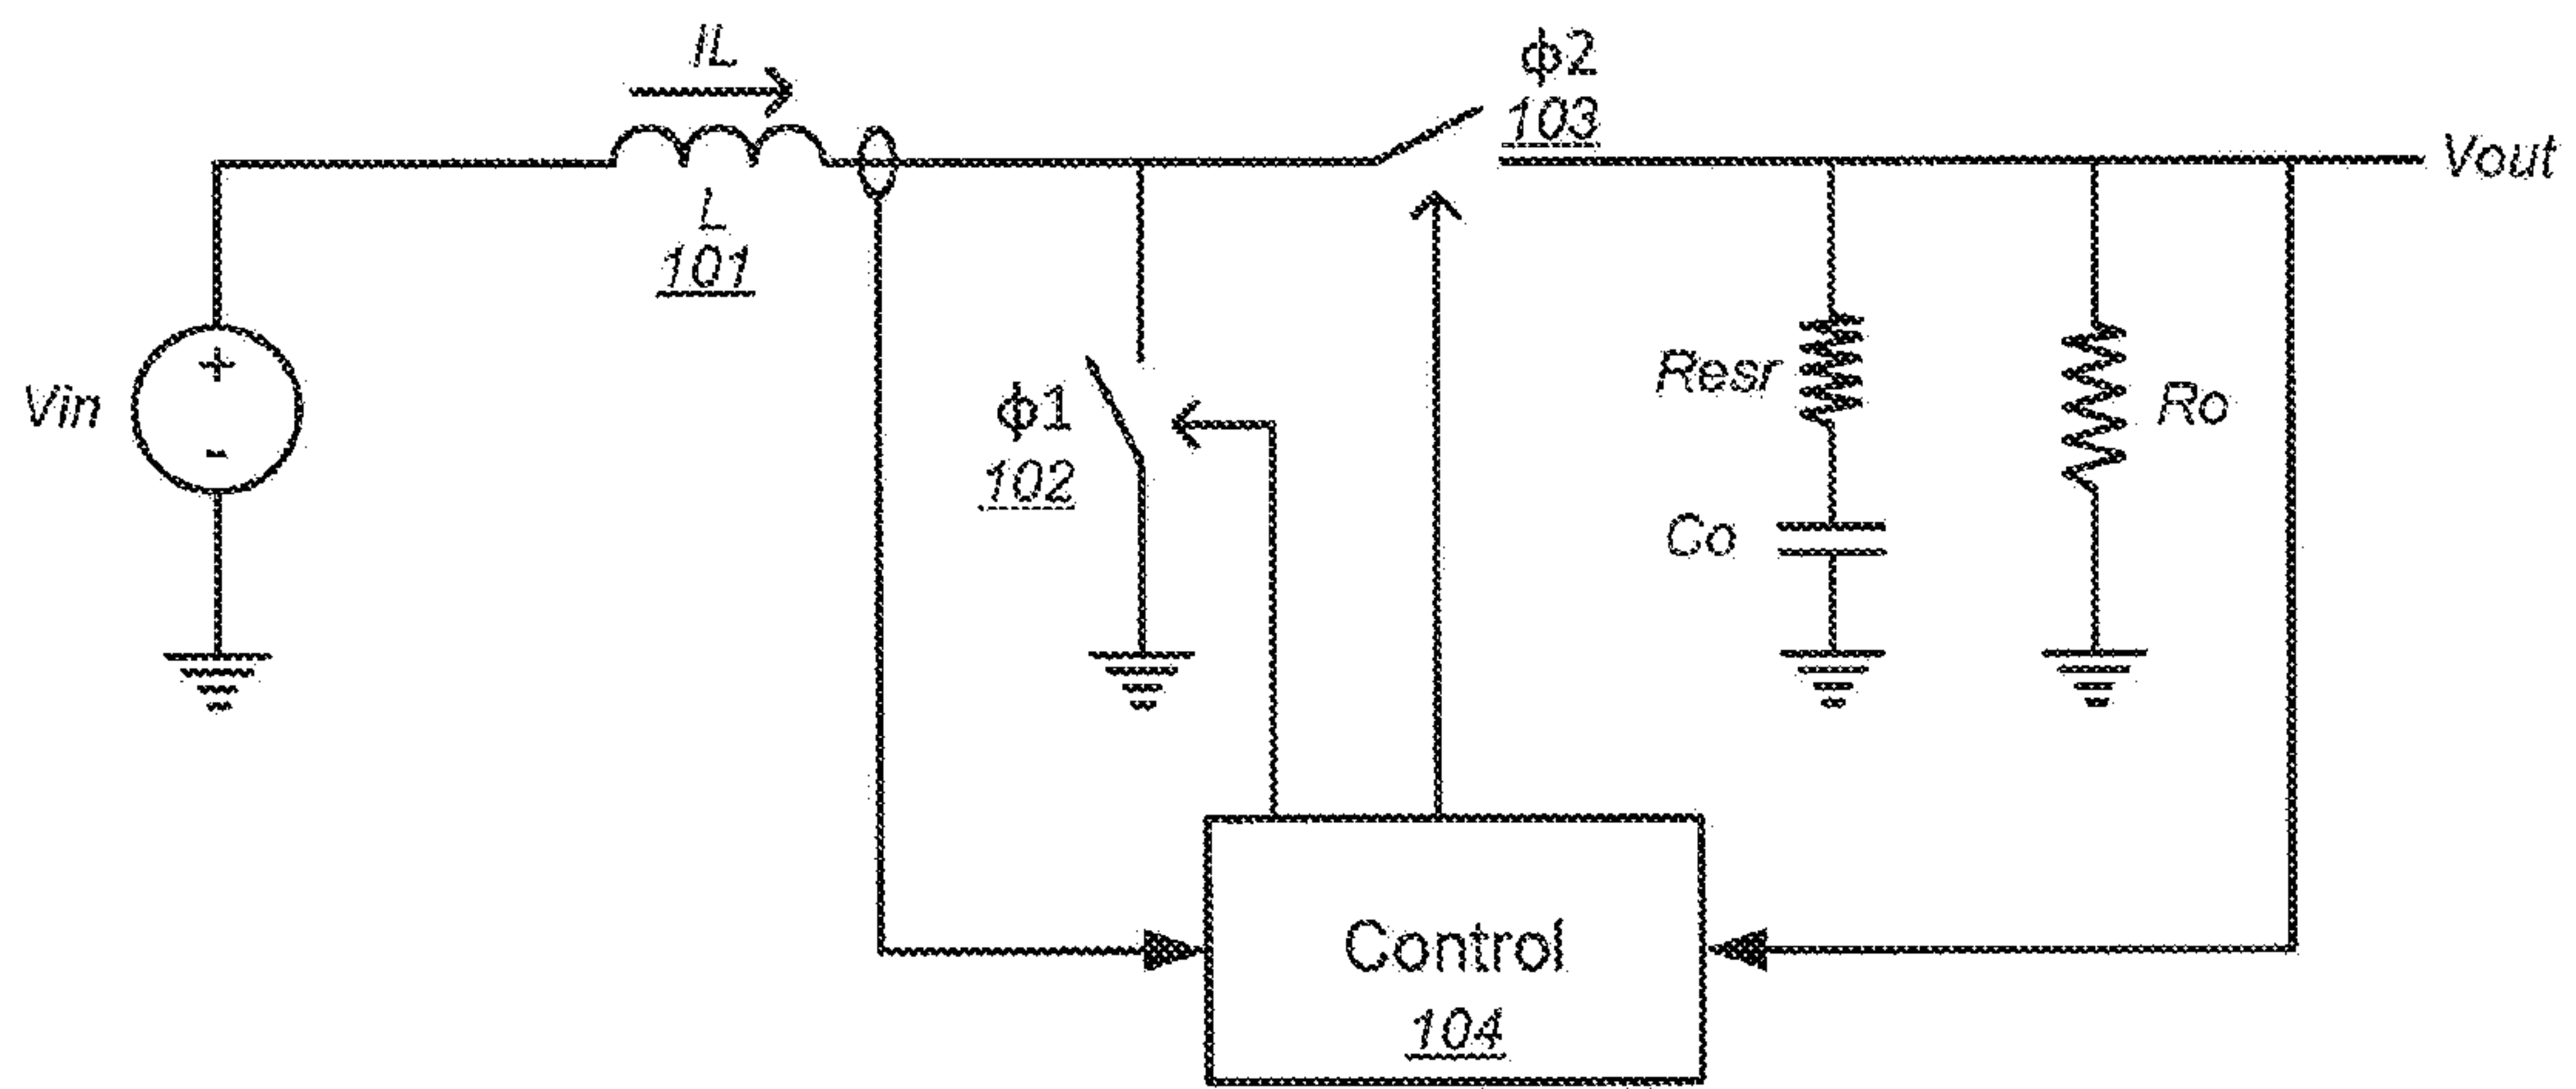 IL
ϕ2
103
Vout
L
101
+
Vin
-
ϕ1
102
Resr
Ro
Co
Control
104